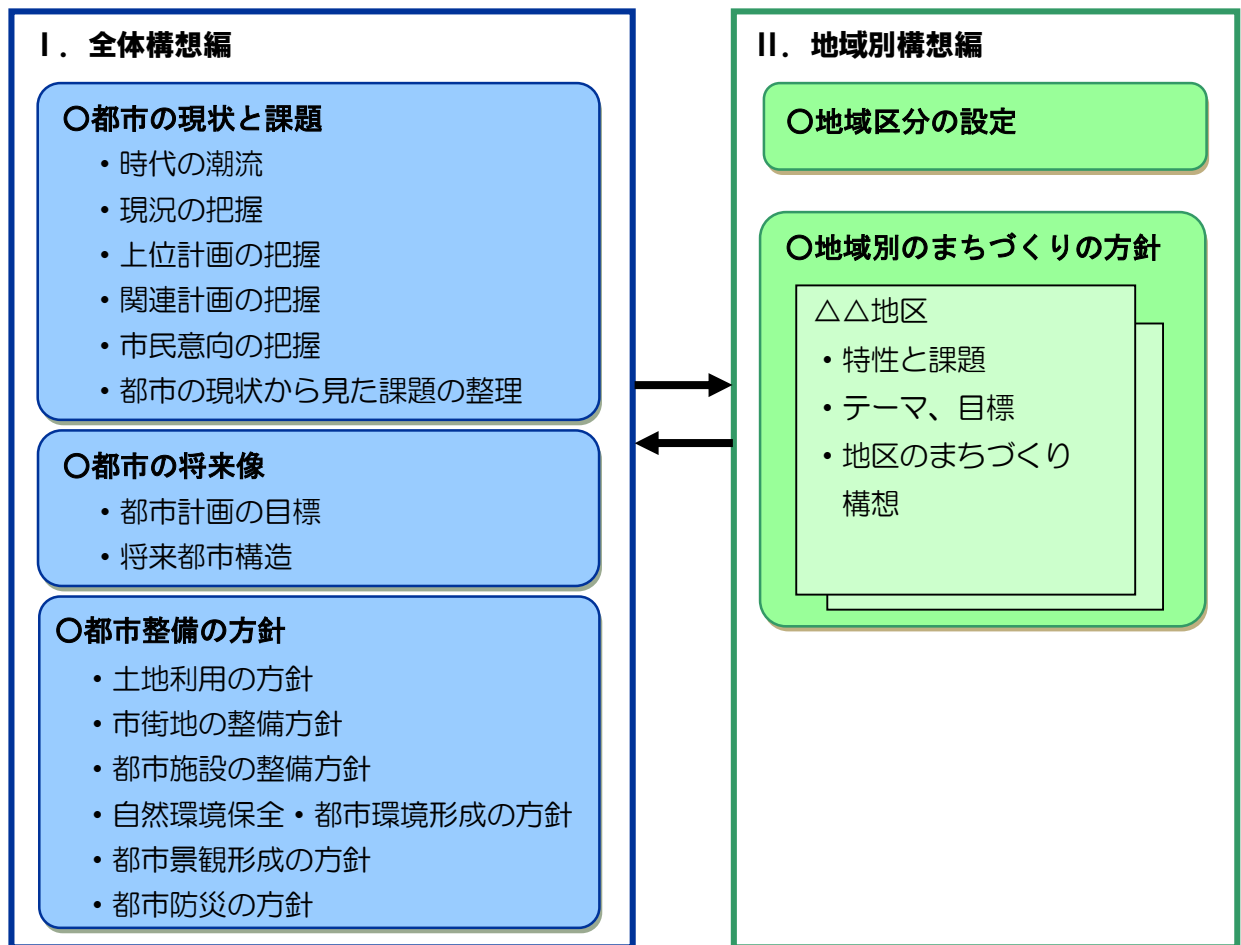 Ⅰ．全体構想編
〇都市の現状と課題
・時代の潮流
・現況の把握
・上位計画の把握
・関連計画の把握
・市民意向の把握
・都市の現状から見た課題の整理
〇都市の将来像
・都市計画の目標
・将来都市構造
〇都市整備の方針
・土地利用の方針
・市街地の整備方針
・都市施設の整備方針
・自然環境保全・都市環境形成の方針
・都市景観形成の方針
・都市防災の方針
Ⅱ．地域別構想編
〇地域区分の設定
〇地域別のまちづくりの方針
△△地区
・特性と課題
・テーマ、目標
・地区のまちづくり
構想